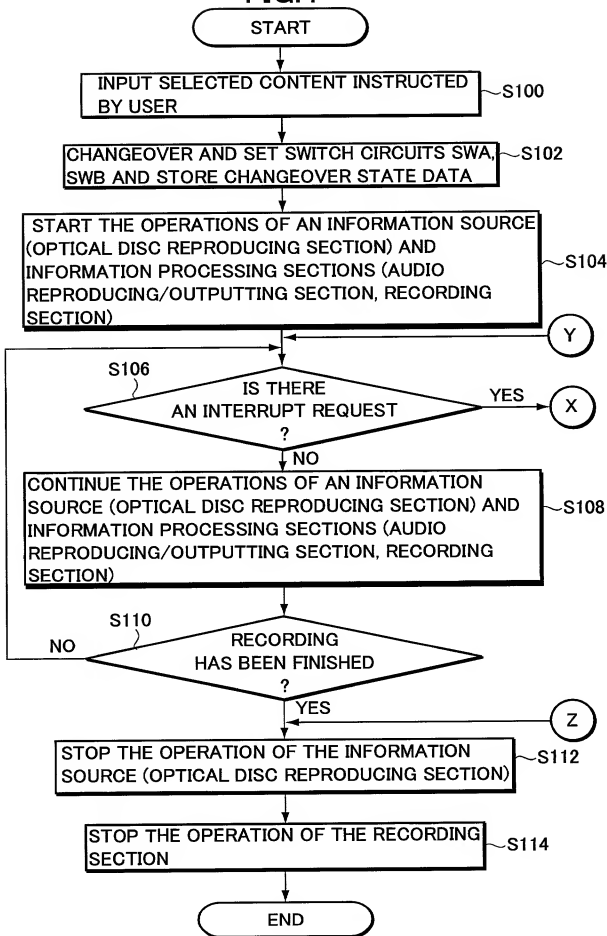 START
INPUT SELECTED CONTENT INSTRUCTED
BY USER
S100
CHANGEOVER AND SET SWITCH CIRCUITS SWA,
SWB AND STORE CHANGEOVER STATE DATA
S102
START THE OPERATIONS OF AN INFORMATION SOURCE
(OPTICAL DISC REPRODUCING SECTION) AND
INFORMATION PROCESSING SECTIONS (AUDIO
REPRODUCING/OUTPUTTING SECTION, RECORDING
SECTION)
S104
Y
S106
IS THERE
AN INTERRUPT REQUEST
?
YES
X
NO
CONTINUE THE OPERATIONS OF AN INFORMATION
SOURCE (OPTICAL DISC REPRODUCING SECTION) AND
INFORMATION PROCESSING SECTIONS (AUDIO
REPRODUCING/OUTPUTTING SECTION, RECORDING
SECTION)
S108
S110
NO
RECORDING
HAS BEEN FINISHED
?
YES
Z
STOP THE OPERATION OF THE INFORMATION
SOURCE (OPTICAL DISC REPRODUCING SECTION)
S112
STOP THE OPERATION OF THE RECORDING
SECTION
S114
END